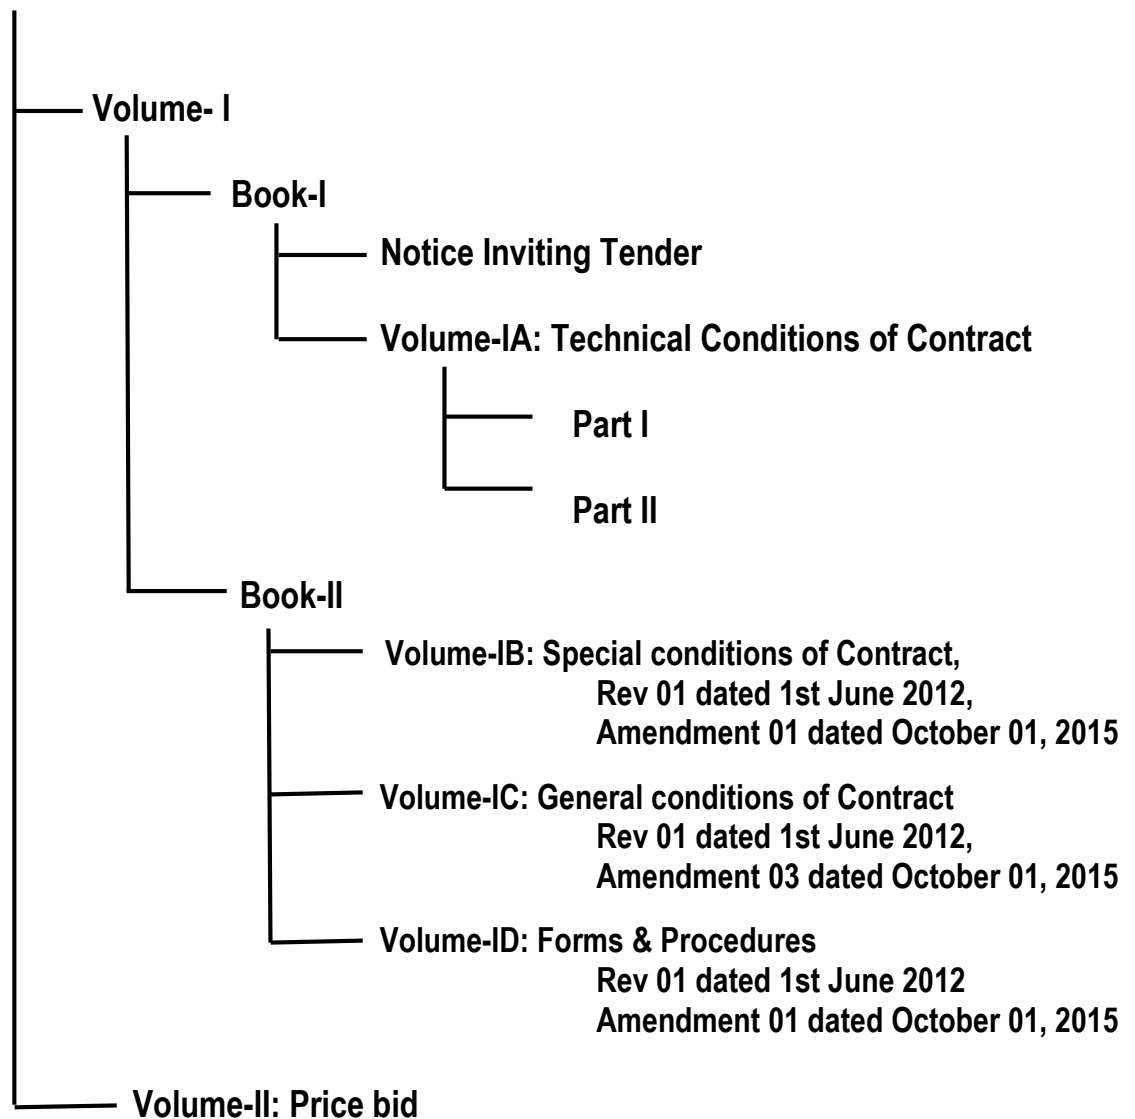 Volume- I
Book-I
Notice Inviting Tender
Volume-IA: Technical Conditions of Contract
Part I
Part II
Book-II
Volume-IB: Special conditions of Contract,
Rev 01 dated 1st June 2012,
Amendment 01 dated October 01, 2015
Volume-IC: General conditions of Contract
Rev 01 dated 1st June 2012,
Amendment 03 dated October 01, 2015
Volume-ID: Forms & Procedures
Rev 01 dated 1st June 2012
Amendment 01 dated October 01, 2015
Volume-II: Price bid